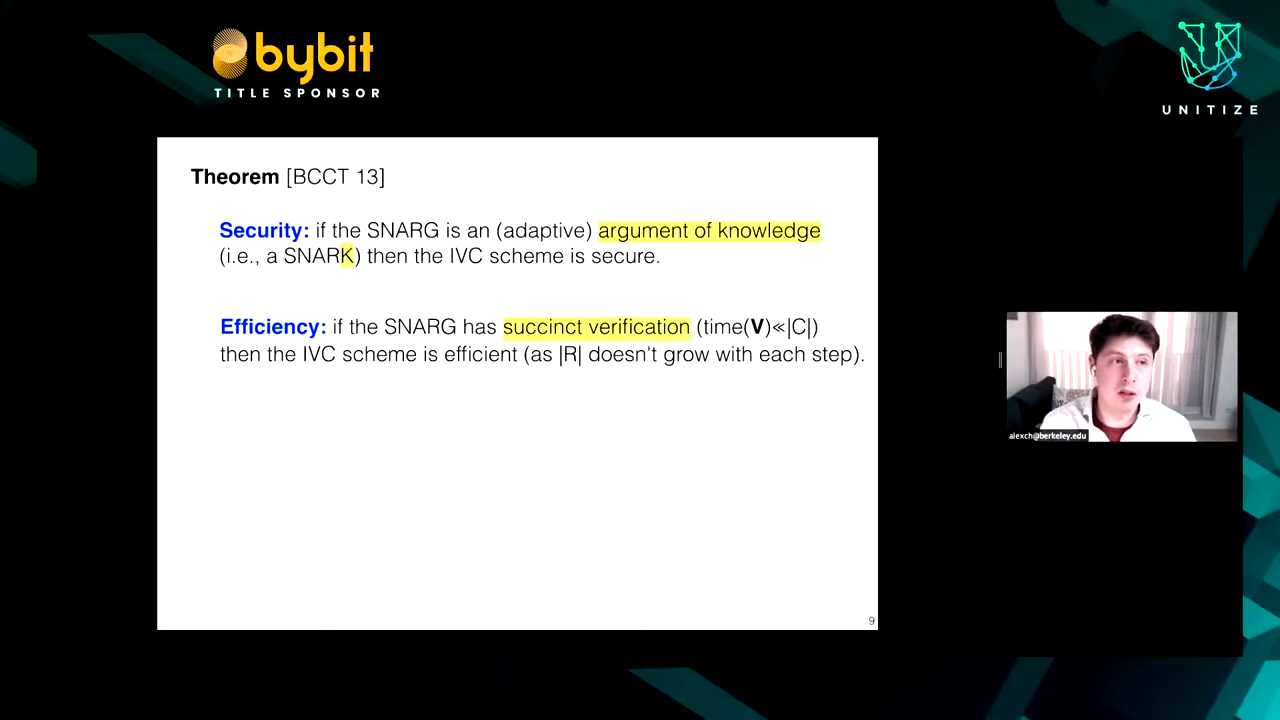 bybit
TITLE SPONSOR
UNITIZE
Theorem [BCCT 13]
Security: if the SNARG is an (adaptive) argument of knowledge
(i.e., a SNARK) then the IVC scheme is secure.
Efficiency: if the SNARG has succinct verification (time(V)≪|C|)
then the IVC scheme is efficient (as |R| doesn't grow with each step).
alexch@berkeley.edu
9